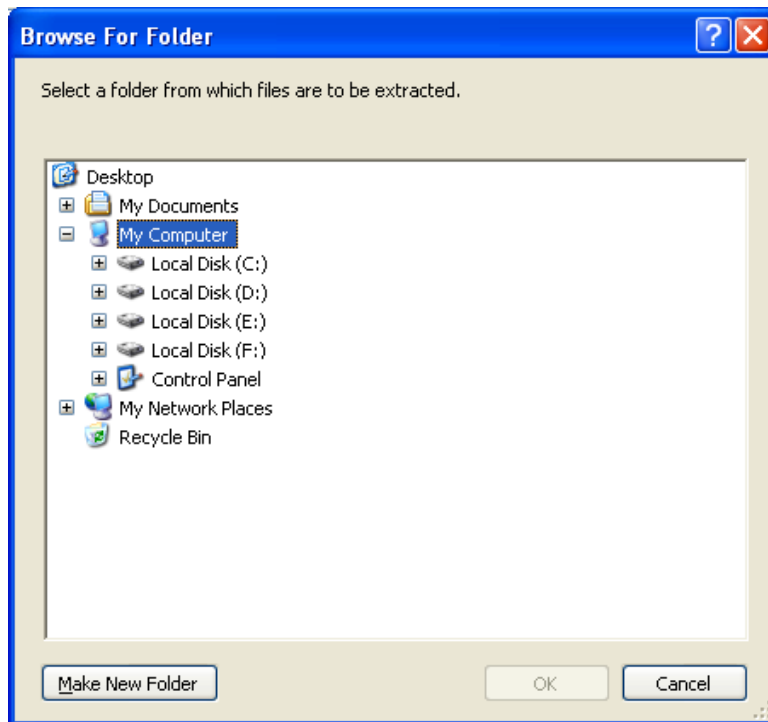 Browse For Folder
Select a folder from which files are to be extracted.
Desktop
My Documents
My Computer
Local Disk (C:)
Local Disk (D:)
Local Disk (E:)
Local Disk (F:)
Control Panel
My Network Places
Recycle Bin
Make New Folder OK Cancel